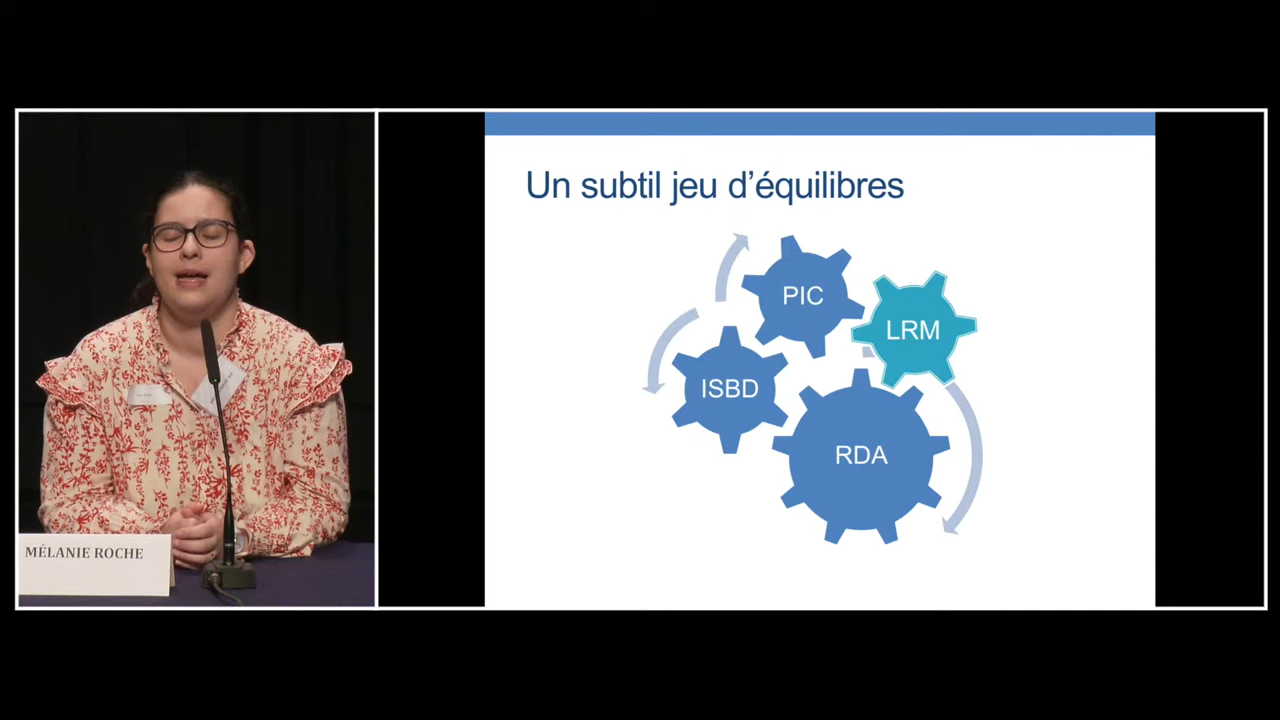 Un subtil jeu d'équilibres
PIC
LRM
ISBD
RDA
MÉLANIE ROCHE